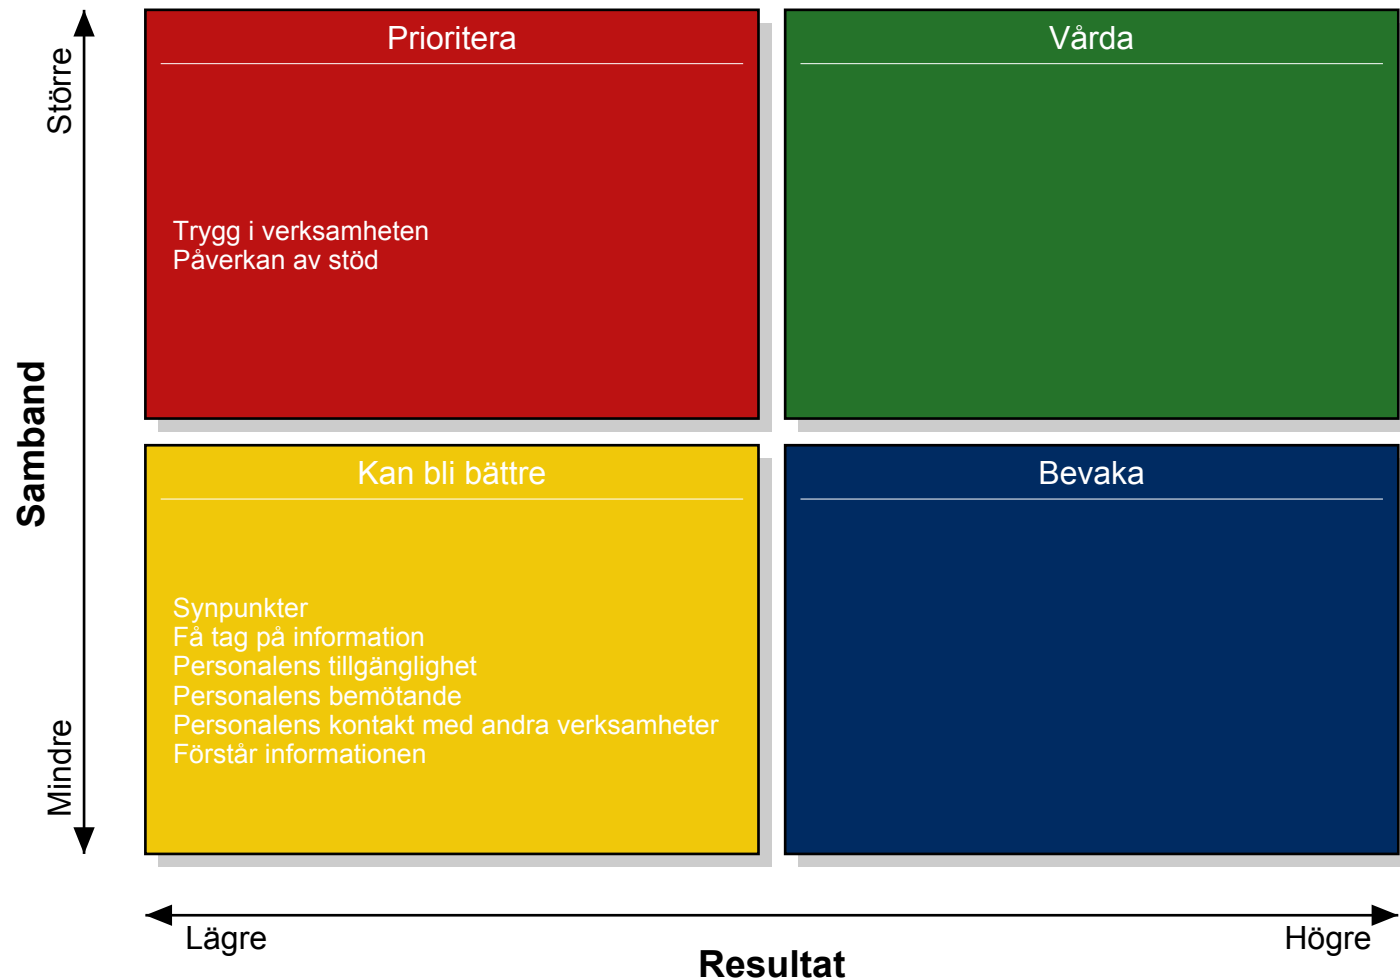 Större
Samband
Mindre
Prioritera
Trygg i verksamheten
Påverkan av stöd
Vårda
Kan bli bättre
Synpunkter
Få tag på information
Personalens tillgänglighet
Personalens bemötande
Personalens kontakt med andra verksamheter
Förstår informationen
Bevaka
Lägre
Högre
Resultat